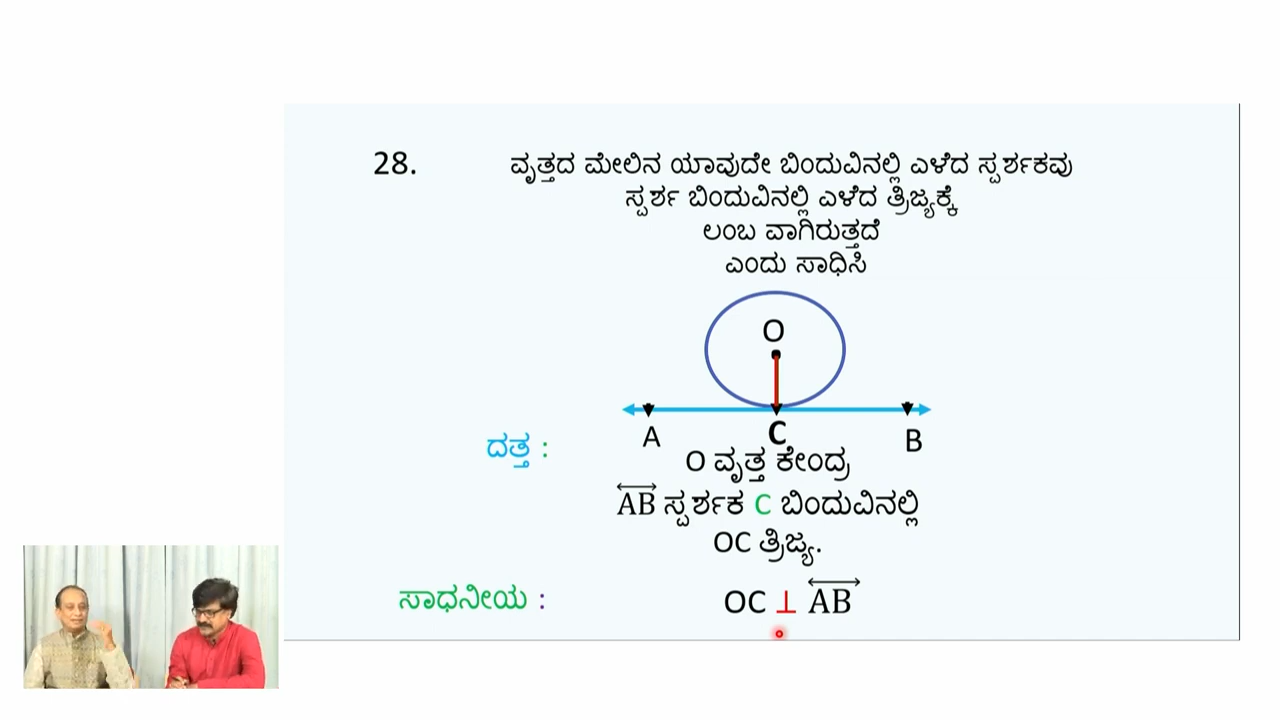 28. ವೃತ್ತದ ಮೇಲಿನ ಯಾವುದೇ ಬಿಂದುವಿನಲ್ಲಿ ಎಳೆದ ಸ್ಪರ್ಶಕವು
ಸ್ಪರ್ಶ ಬಿಂದುವಿನಲ್ಲಿ ಎಳೆದ ತ್ರಿಜ್ಯಕ್ಕೆ
ಲಂಬ ವಾಗಿರುತ್ತದೆ
ಎಂದು ಸಾಧಿಸಿ
O
A C B
ದತ್ತ : O ವೃತ್ತ ಕೇಂದ್ರ
AB ಸ್ಪರ್ಶಕ C ಬಿಂದುವಿನಲ್ಲಿ
OC ತ್ರಿಜ್ಯ.
ಸಾಧನೀಯ : OC ⊥ AB